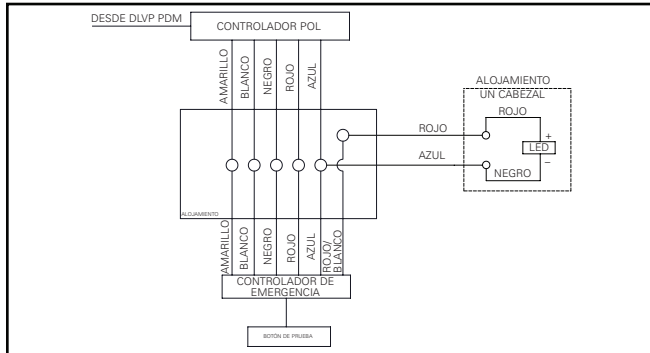 DESDE DLVP PDM
CONTROLADOR POL
AMARILLO
BLANCO
NEGRO
ROJO
AZUL
ALOJAMIENTO
UN CABEZAL
ROJO
ROJO
+
LED
AZUL
−
NEGRO
ALOJAMIENTO
AMARILLO
BLANCO
NEGRO
ROJO
AZUL
ROJO/
BLANCO
CONTROLADOR DE
EMERGENCIA
BOTÓN DE PRUEBA